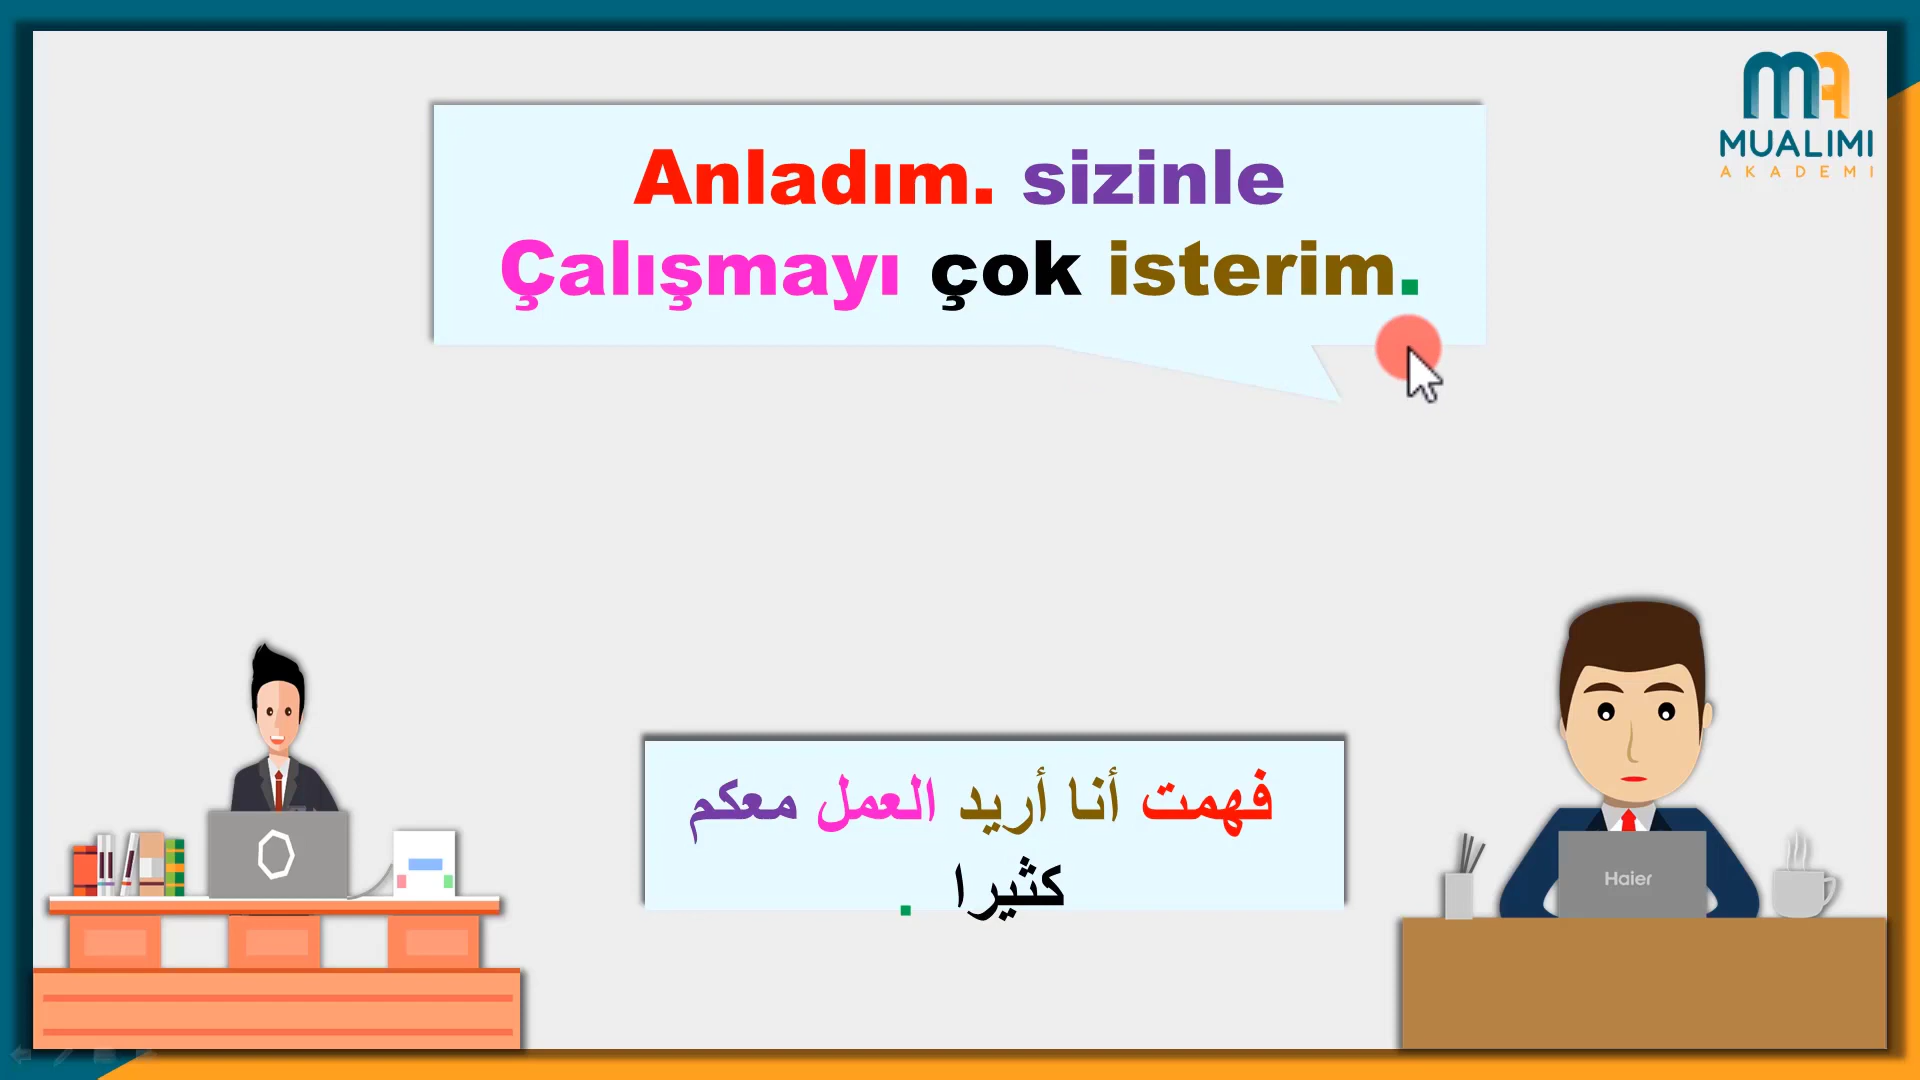 MUALIMI
AKADEMI
Anladım. sizinle
Çalışmayı çok isterim.
فهمت أنا أريد العمل معكم
كثيرا .
Haier